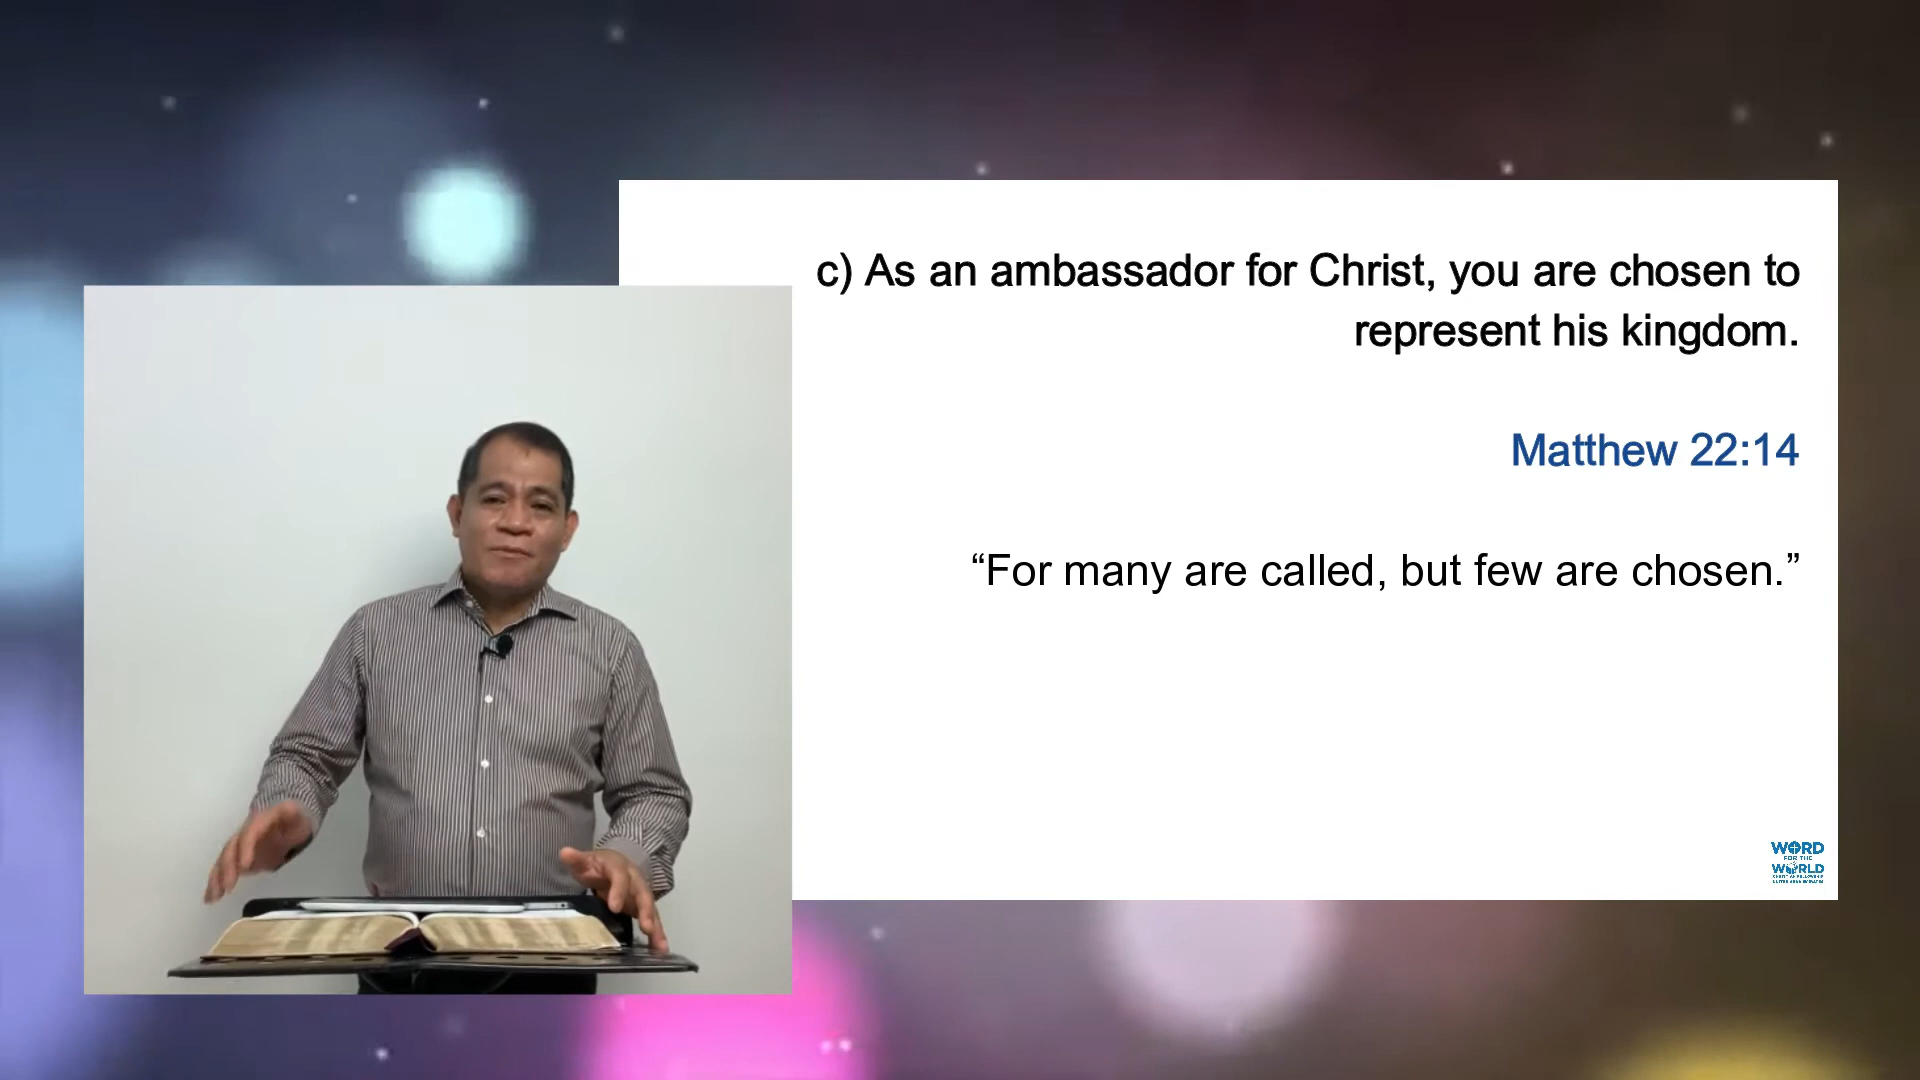 c) As an ambassador for Christ, you are chosen to
represent his kingdom.
Matthew 22:14
“For many are called, but few are chosen.”
WORD
FOR THE
WORLD